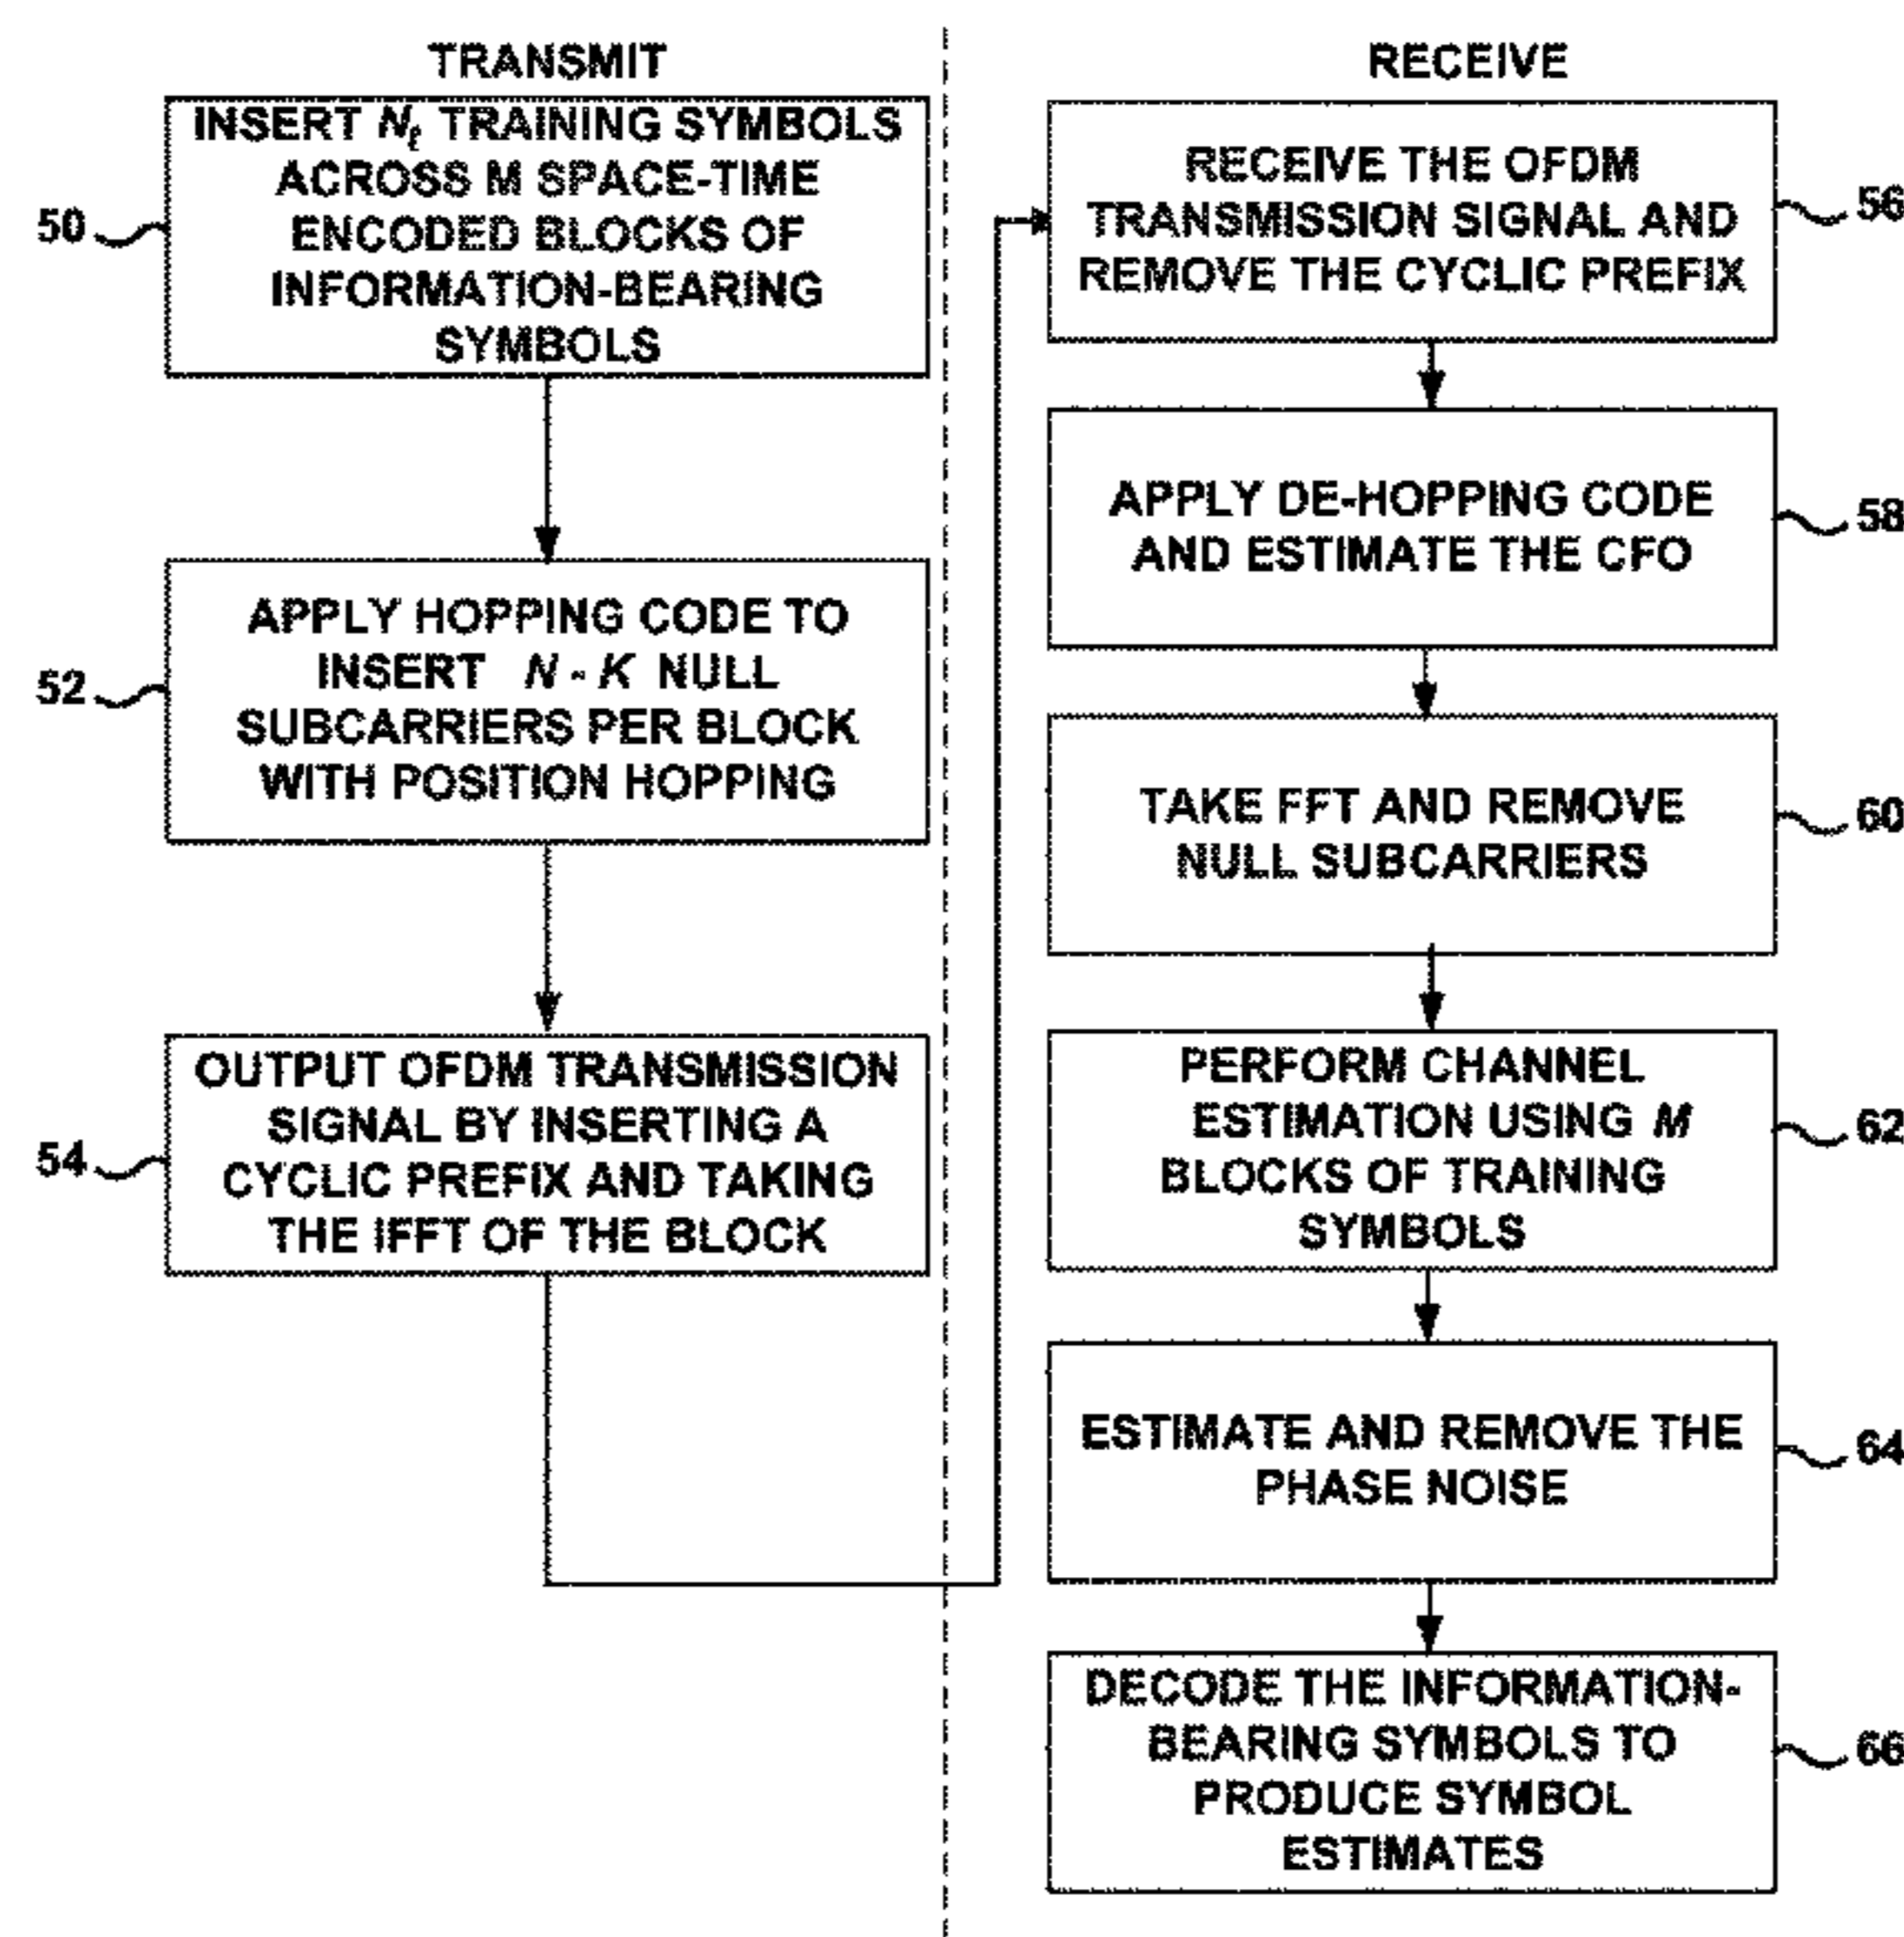 TRANSMIT
INSERT Nt TRAINING SYMBOLS
ACROSS M SPACE-TIME
ENCODED BLOCKS OF
INFORMATION-BEARING
SYMBOLS
50
APPLY HOPPING CODE TO
INSERT N - K NULL
SUBCARRIERS PER BLOCK
WITH POSITION HOPPING
52
OUTPUT OFDM TRANSMISSION
SIGNAL BY INSERTING A
CYCLIC PREFIX AND TAKING
THE IFFT OF THE BLOCK
54
RECEIVE
RECEIVE THE OFDM
TRANSMISSION SIGNAL AND
REMOVE THE CYCLIC PREFIX
56
APPLY DE-HOPPING CODE
AND ESTIMATE THE CFO
58
TAKE FFT AND REMOVE
NULL SUBCARRIERS
60
PERFORM CHANNEL
ESTIMATION USING M
BLOCKS OF TRAINING
SYMBOLS
62
ESTIMATE AND REMOVE THE
PHASE NOISE
64
DECODE THE INFORMATION-
BEARING SYMBOLS TO
PRODUCE SYMBOL
ESTIMATES
66